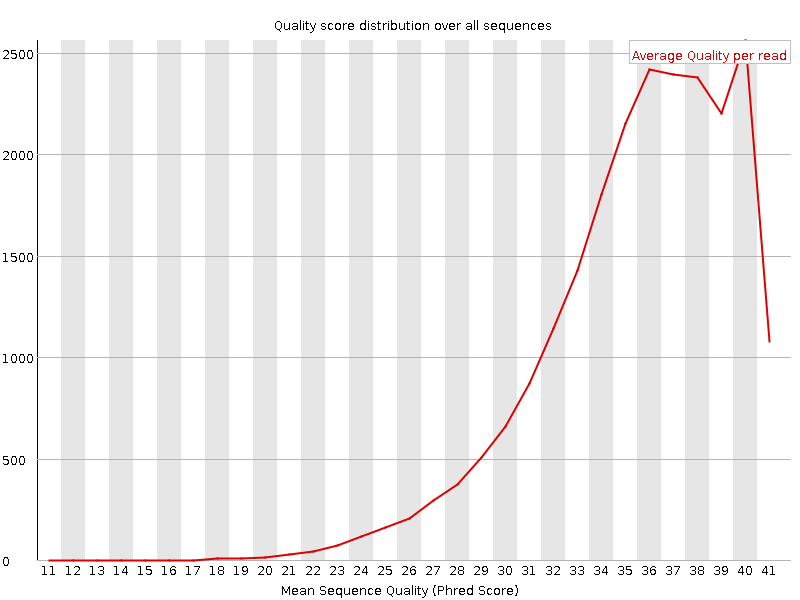 Quality score distribution over all sequences
Average Quality per read
2500
2000
1500
1000
500
0
11 12 13 14 15 16 17 18 19 20 21 22 23 24 25 26 27 28 29 30 31 32 33 34 35 36 37 38 39 40 41
Mean Sequence Quality (Phred Score)